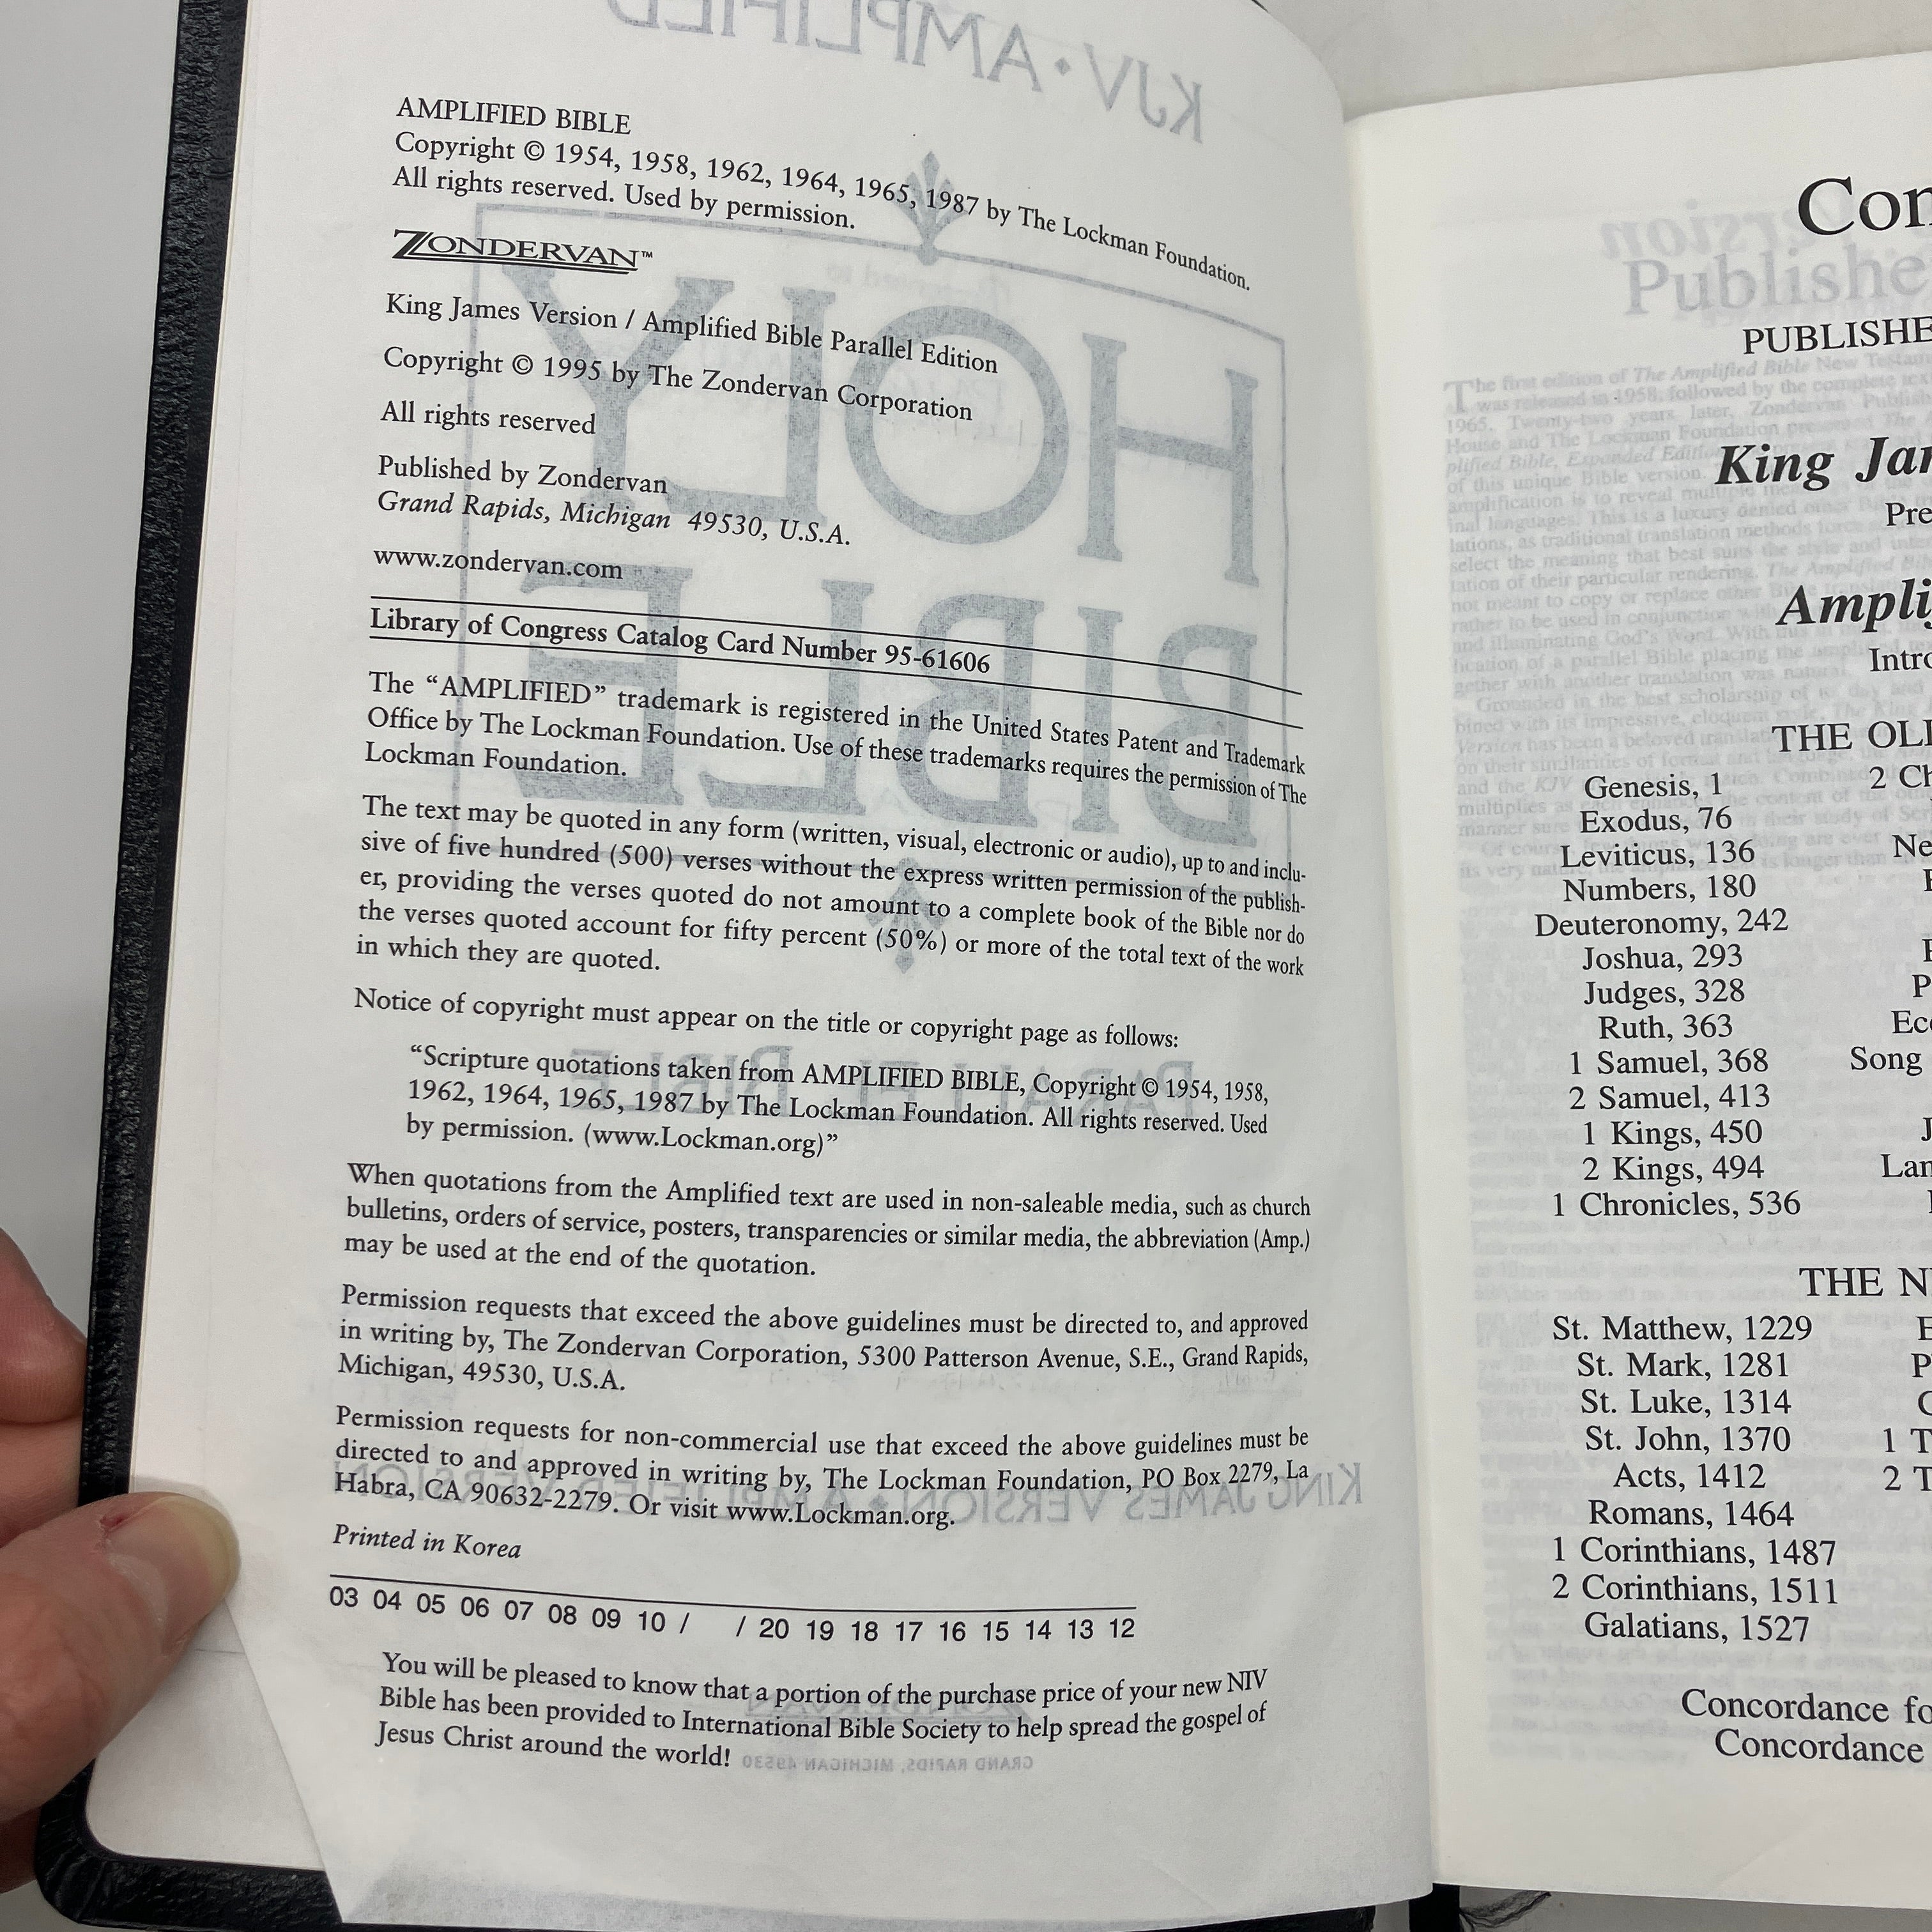 AMPLIFIED BIBLE
Copyright © 1954, 1958, 1962, 1964, 1965, 1987 by The Lockman Foundation.
All rights reserved. Used by permission.
ZONDERVAN™
King James Version / Amplified Bible Parallel Edition
Copyright © 1995 by The Zondervan Corporation
All rights reserved
Published by Zondervan
Grand Rapids, Michigan 49530, U.S.A.
www.zondervan.com
Library of Congress Catalog Card Number 95-61606
The “AMPLIFIED” trademark is registered in the United States Patent and Trademark
Office by The Lockman Foundation. Use of these trademarks requires the permission of The
Lockman Foundation.
The text may be quoted in any form (written, visual, electronic or audio), up to and inclu-
sive of five hundred (500) verses without the express written permission of the publish-
er, providing the verses quoted do not amount to a complete book of the Bible nor do
the verses quoted account for fifty percent (50%) or more of the total text of the work
in which they are quoted.
Notice of copyright must appear on the title or copyright page as follows:
“Scripture quotations taken from AMPLIFIED BIBLE, Copyright © 1954, 1958,
1962, 1964, 1965, 1987 by The Lockman Foundation. All rights reserved. Used
by permission. (www.Lockman.org)”
When quotations from the Amplified text are used in non-saleable media, such as church
bulletins, orders of service, posters, transparencies or similar media, the abbreviation (Amp.)
may be used at the end of the quotation.
Permission requests that exceed the above guidelines must be directed to, and approved
in writing by, The Zondervan Corporation, 5300 Patterson Avenue, S.E., Grand Rapids,
Michigan, 49530, U.S.A.
Permission requests for non-commercial use that exceed the above guidelines must be
directed to and approved in writing by, The Lockman Foundation, PO Box 2279, La
Habra, CA 90632-2279. Or visit www.Lockman.org.
Printed in Korea
03 04 05 06 07 08 09 10 / / 20 19 18 17 16 15 14 13 12
You will be pleased to know that a portion of the purchase price of your new NIV
Bible has been provided to International Bible Society to help spread the gospel of
Jesus Christ around the world!
Con
PUBLISHE
King Jam
Pre
Amplif
Intro
THE OLD
Genesis, 1 2 Ch
Exodus, 76
Leviticus, 136 Ne
Numbers, 180
Deuteronomy, 242
Joshua, 293
Judges, 328 P
Ruth, 363 Ecc
1 Samuel, 368 Song
2 Samuel, 413
1 Kings, 450 J
2 Kings, 494 Lam
1 Chronicles, 536
THE NE
St. Matthew, 1229 E
St. Mark, 1281 P
St. Luke, 1314 C
St. John, 1370 1 T
Acts, 1412 2 T
Romans, 1464
1 Corinthians, 1487
2 Corinthians, 1511
Galatians, 1527
Concordance fo
Concordance